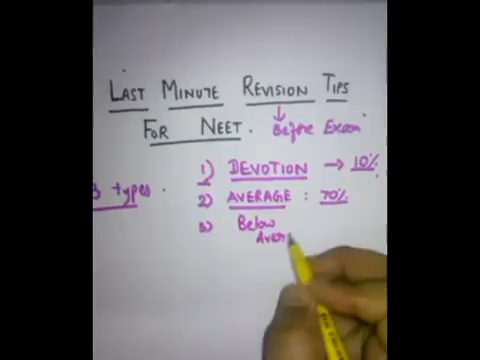 LAST MINUTE REVISION TIPS
FOR NEET.
Before Exam
3 types.
1) DEVOTION → 10%
2) AVERAGE : 70%
3) Below
Aver